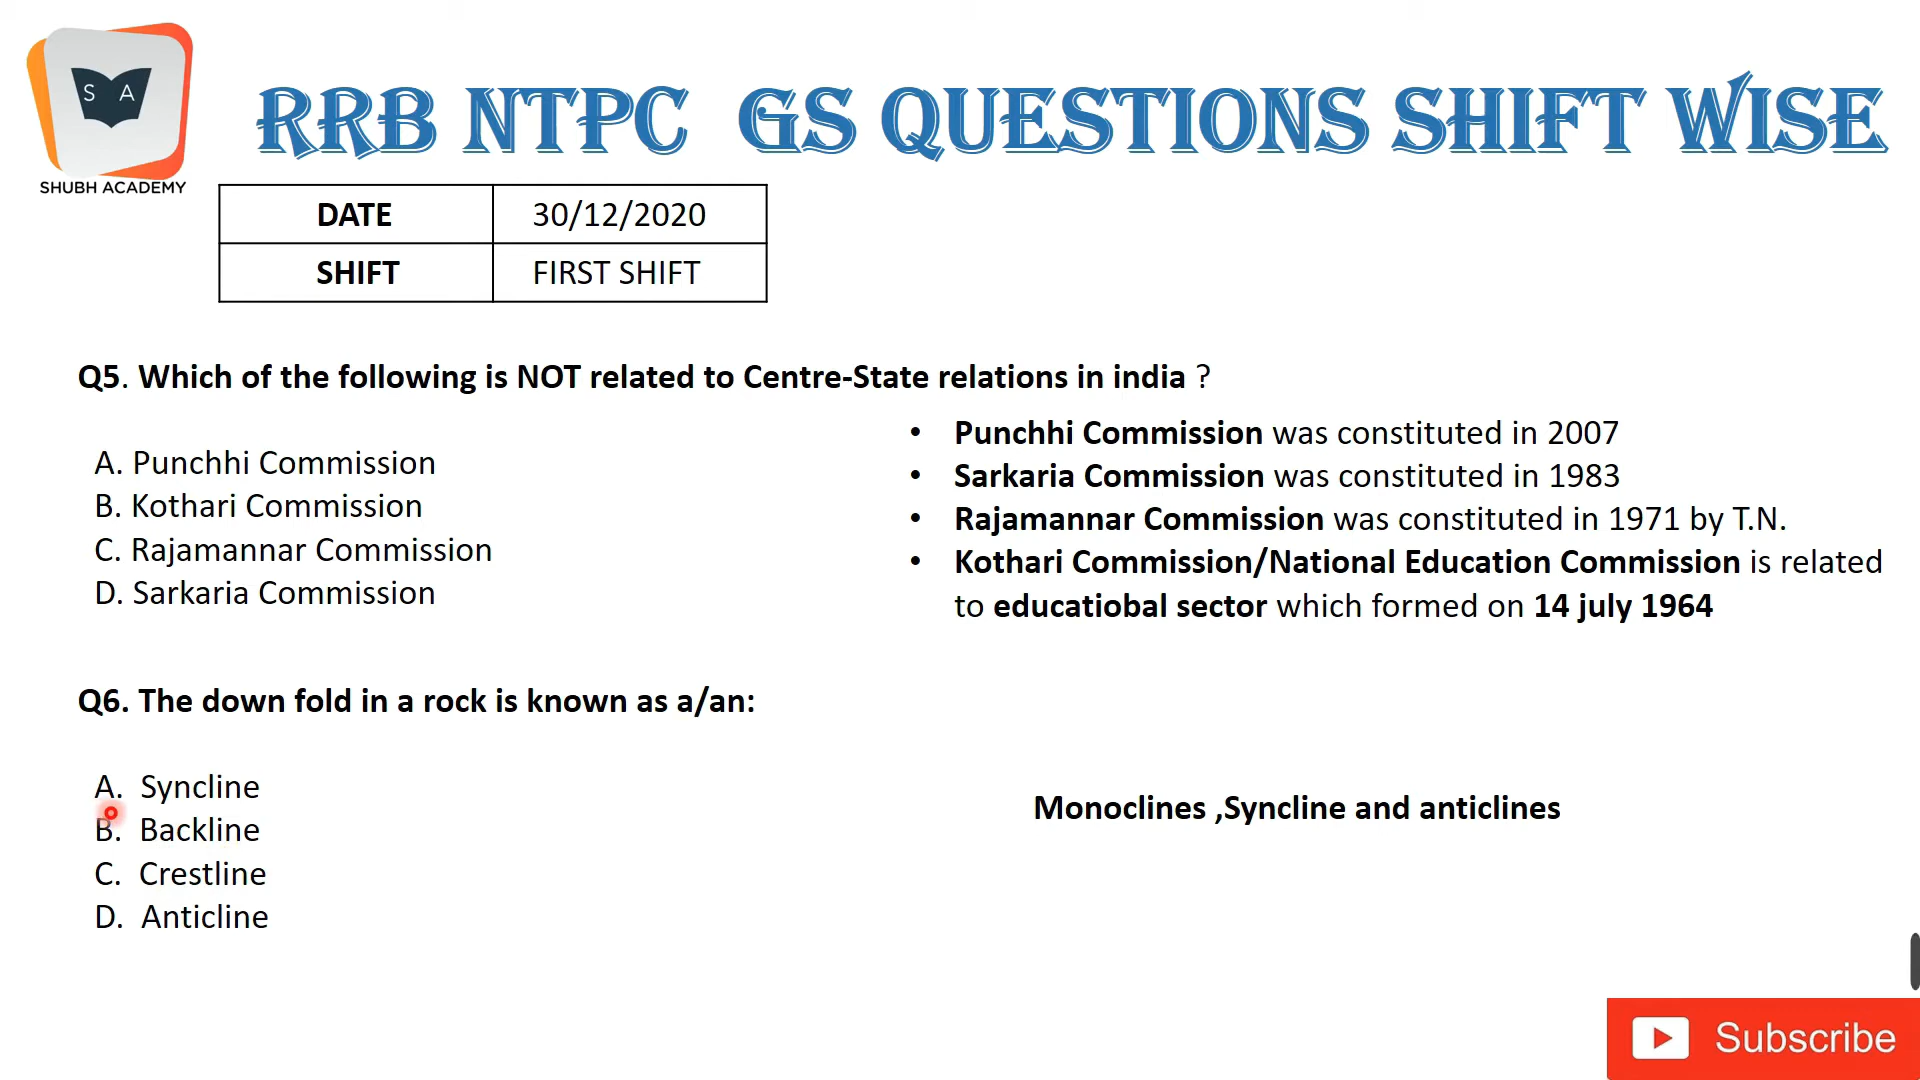 S A
SHUBH ACADEMY
RRB NTPC GS QUESTIONS SHIFT WISE
DATE 30/12/2020
SHIFT FIRST SHIFT
Q5. Which of the following is NOT related to Centre-State relations in india ?
A. Punchhi Commission
B. Kothari Commission
C. Rajamannar Commission
D. Sarkaria Commission
• Punchhi Commission was constituted in 2007
• Sarkaria Commission was constituted in 1983
• Rajamannar Commission was constituted in 1971 by T.N.
• Kothari Commission/National Education Commission is related
to educatiobal sector which formed on 14 july 1964
Q6. The down fold in a rock is known as a/an:
A. Syncline
B. Backline
C. Crestline
D. Anticline
Monoclines ,Syncline and anticlines
Subscribe